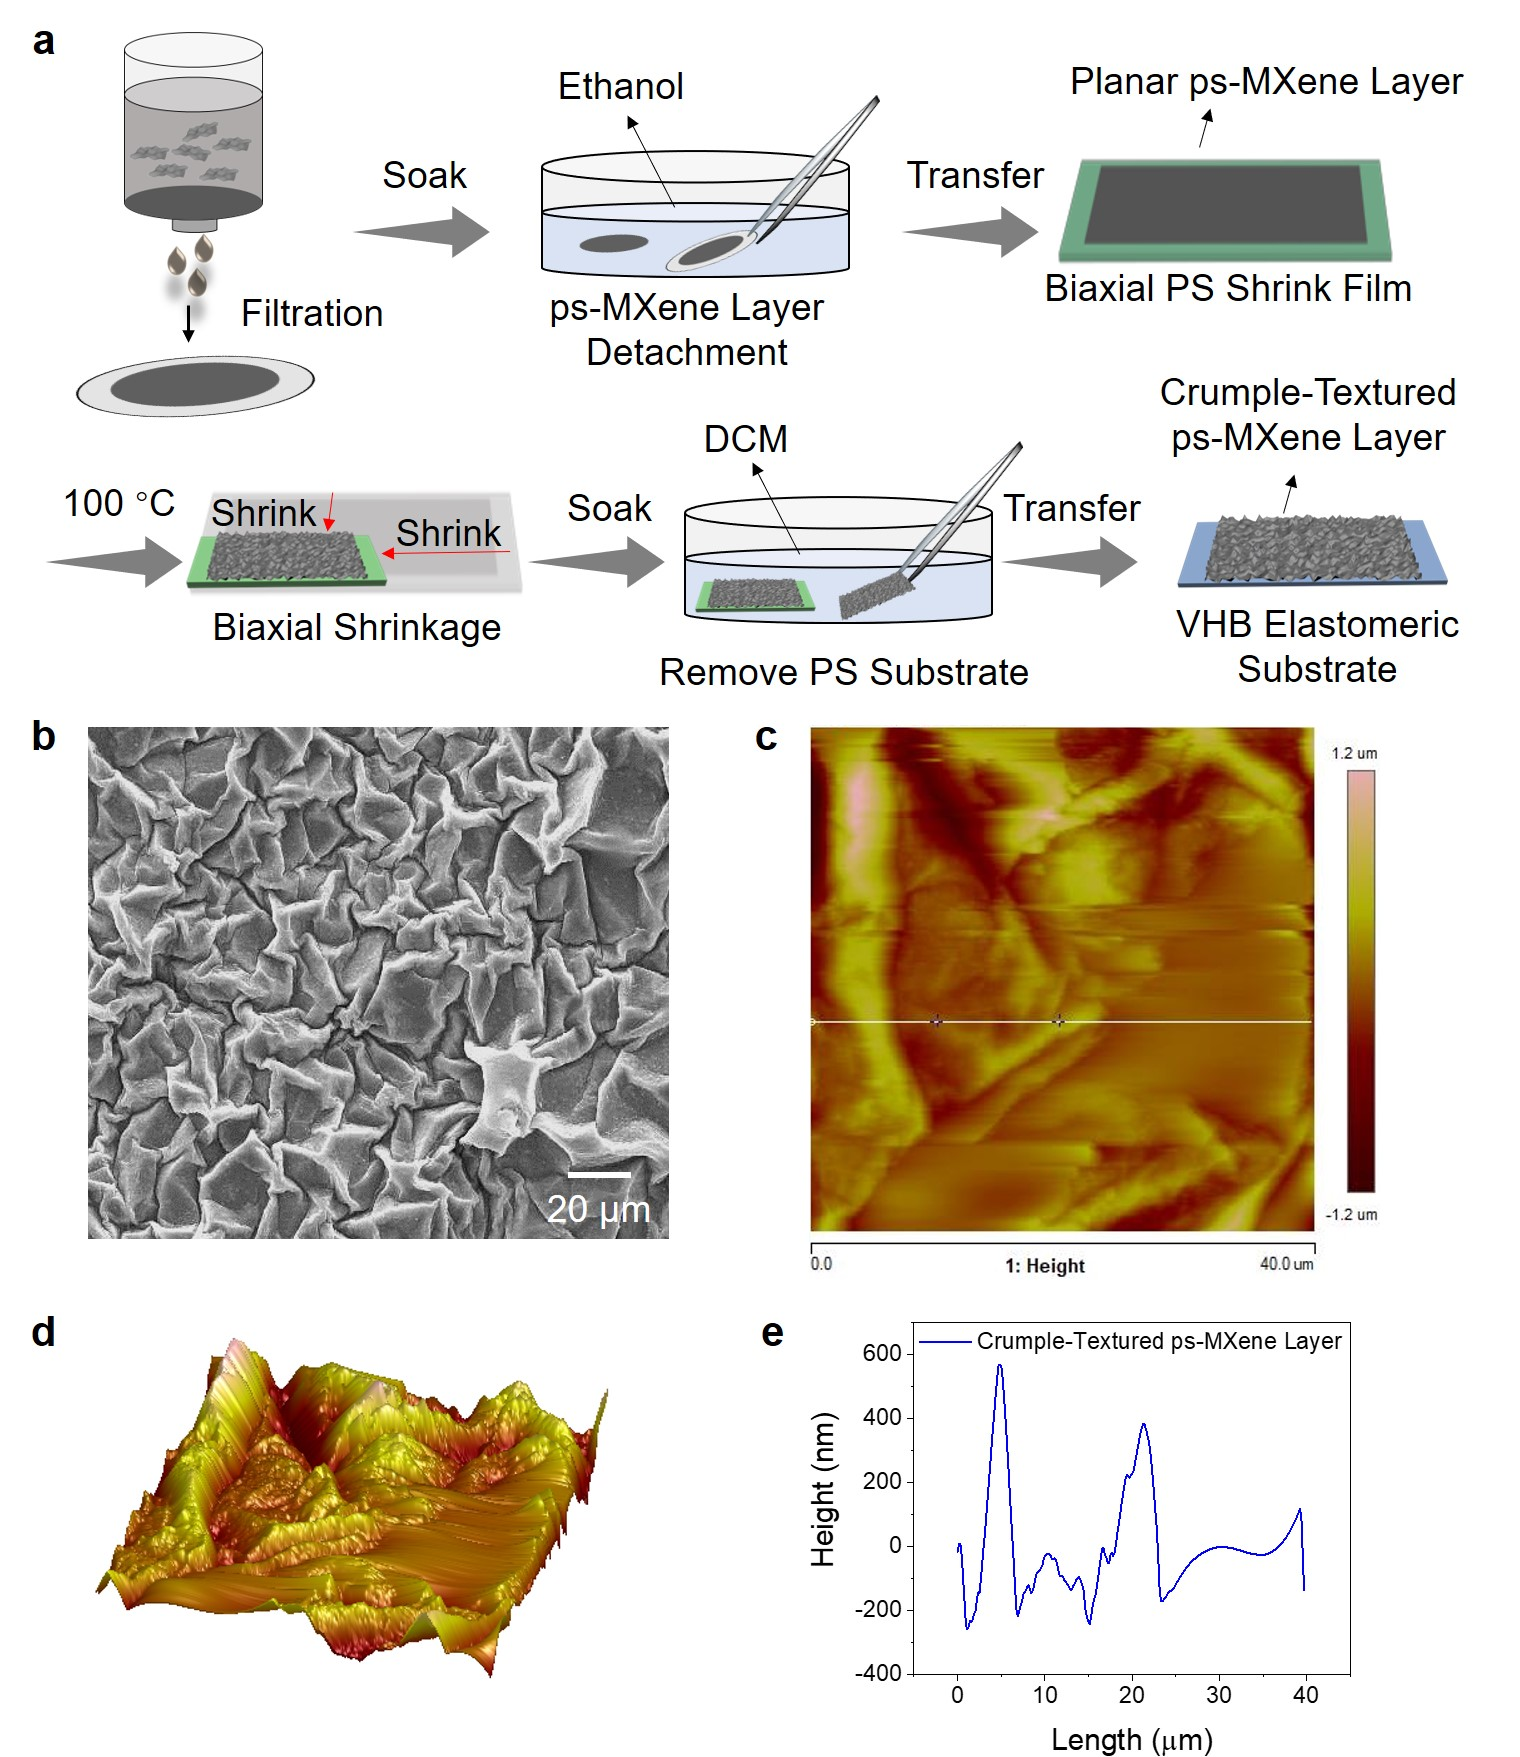 a
Ethanol
Planar ps-MXene Layer
Soak
Transfer
Filtration
ps-MXene Layer
Detachment
Biaxial PS Shrink Film
Crumple-Textured
ps-MXene Layer
DCM
100 °C
Shrink
Shrink
Soak
Transfer
Biaxial Shrinkage
Remove PS Substrate
VHB Elastomeric
Substrate
b
20 μm
c
1.2 um
-1.2 um
0.0
1: Height
40.0 um
d
e
Crumple-Textured ps-MXene Layer
600
400
200
0
-200
-400
Height (nm)
0
10
20
30
40
Length (μm)